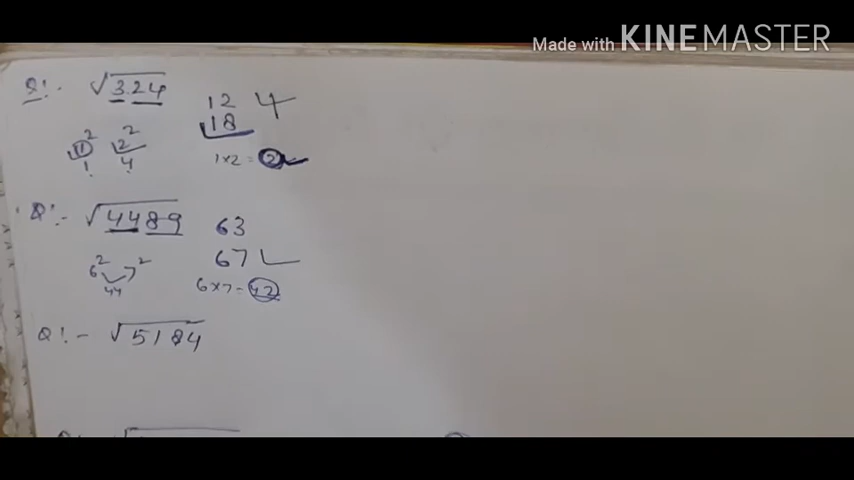 Made with KINEMASTER
Q!. √324 12 4
1² 2² 18
1 4 1×2=2
Q!- √4489 63
67
6² 7² 6×7=42
44
Q!- √5184